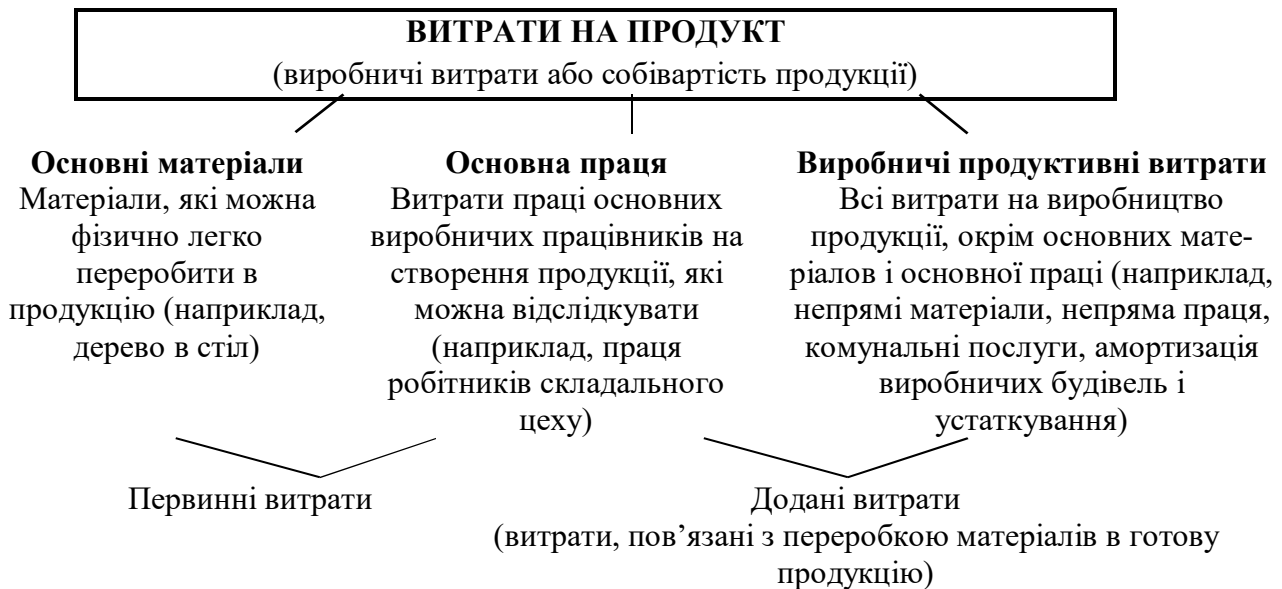 ВИТРАТИ НА ПРОДУКТ
(виробничі витрати або собівартість продукції)
Основні матеріали
Матеріали, які можна
фізично легко
переробити в
продукцію (наприклад,
дерево в стіл)
Основна праця
Витрати праці основних
виробничих працівників на
створення продукції, які
можна відслідкувати
(наприклад, праця
робітників складального
цеху)
Виробничі продуктивні витрати
Всі витрати на виробництво
продукції, окрім основних мате-
ріалов і основної праці (наприклад,
непрямі матеріали, непряма праця,
комунальні послуги, амортизація
виробничих будівель і
устаткування)
Первинні витрати
Додані витрати
(витрати, пов’язані з переробкою матеріалів в готову
продукцію)